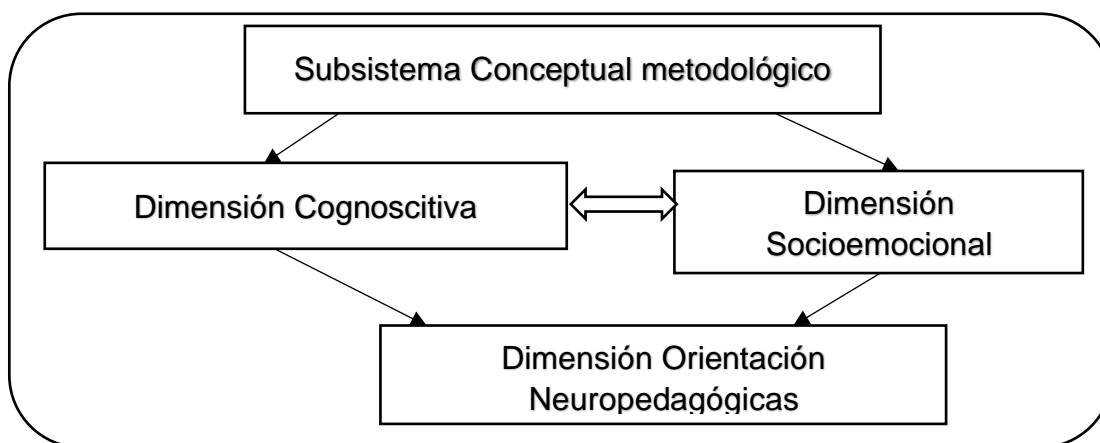 Subsistema Conceptual metodológico
Dimensión Cognoscitiva
Dimensión
Socioemocional
Dimensión Orientación
Neuropedagógicas